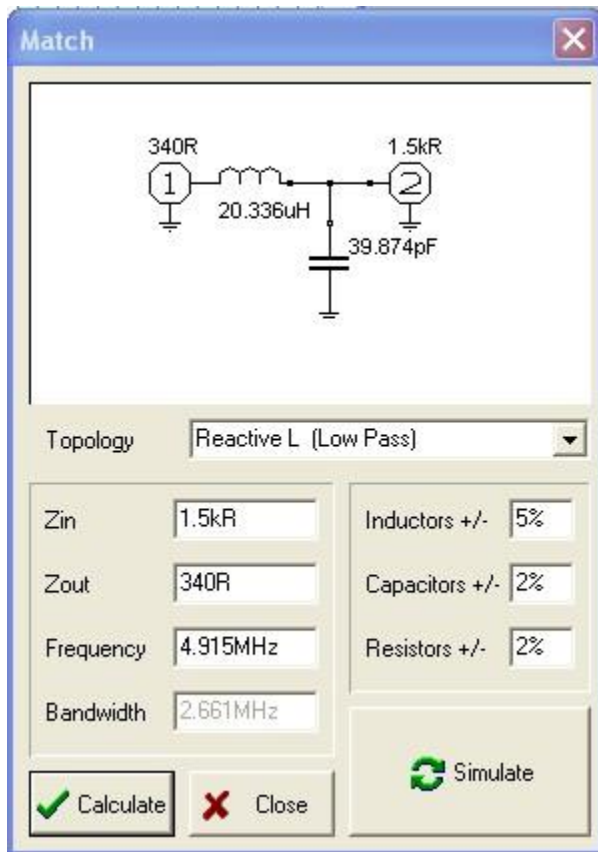 Match
340R
1.5kR
1
2
20.336uH
39.874pF
Topology Reactive L (Low Pass)
Zin 1.5kR
Zout 340R
Frequency 4.915MHz
Bandwidth 2.661MHz
Inductors +/- 5%
Capacitors +/- 2%
Resistors +/- 2%
Calculate
Close
Simulate